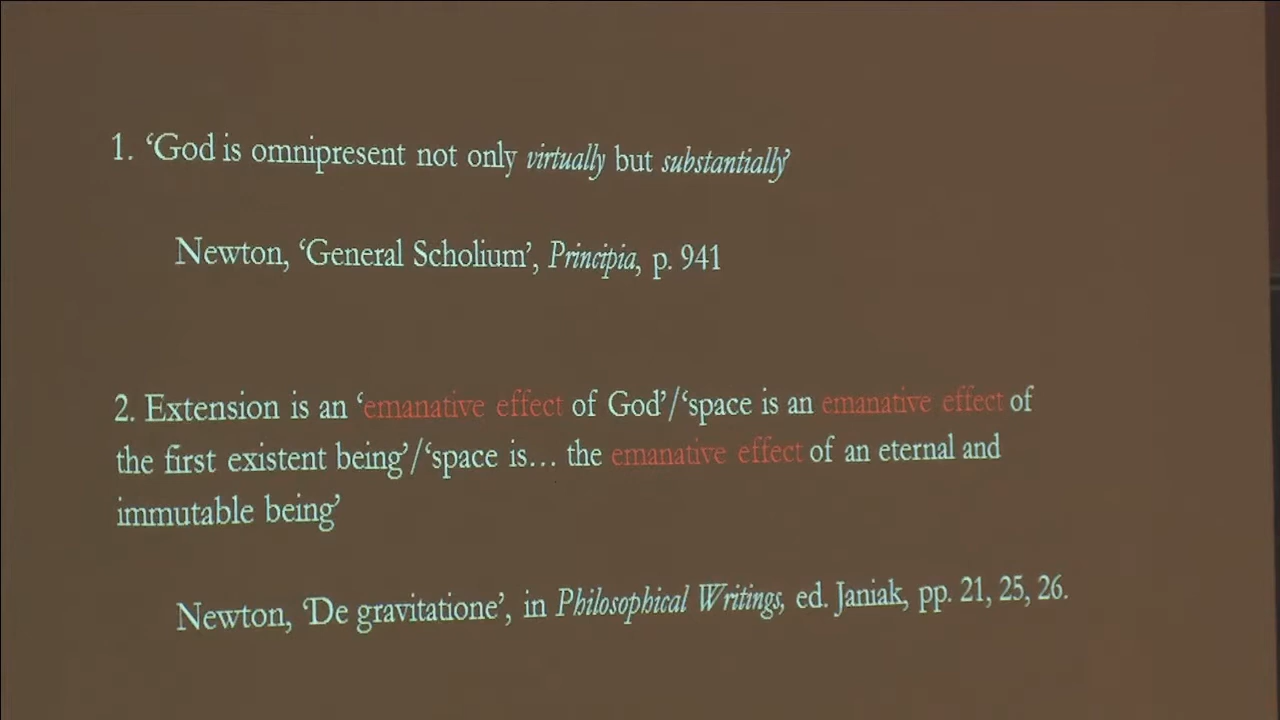 1. ‘God is omnipresent not only virtually but substantially’
Newton, ‘General Scholium’, Principia, p. 941
2. Extension is an ‘emanative effect of God’/‘space is an emanative effect of
the first existent being’/‘space is… the emanative effect of an eternal and
immutable being’
Newton, ‘De gravitatione’, in Philosophical Writings, ed. Janiak, pp. 21, 25, 26.